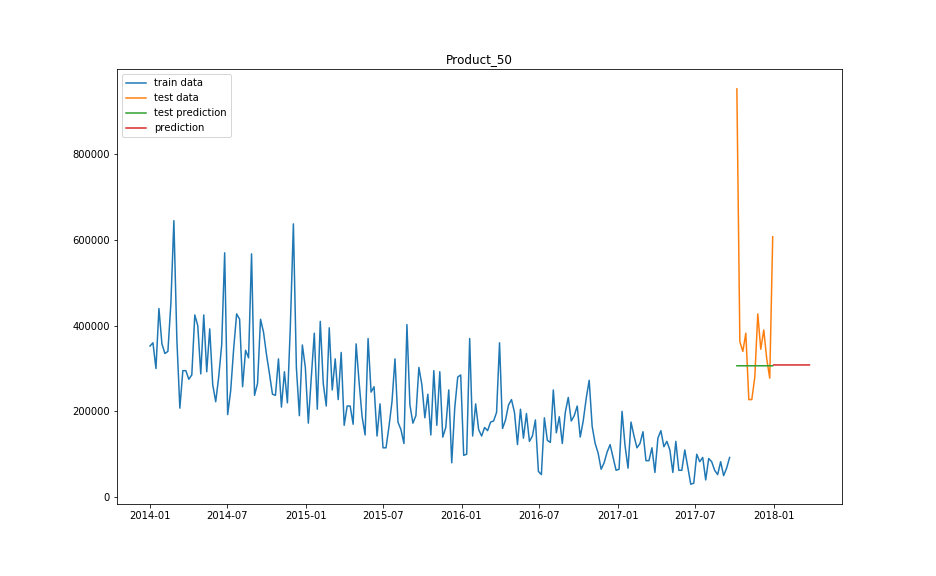 Product_50
train data
test data
test prediction
prediction
800000
600000
400000
200000
0
2014-01 2014-07 2015-01 2015-07 2016-01 2016-07 2017-01 2017-07 2018-01